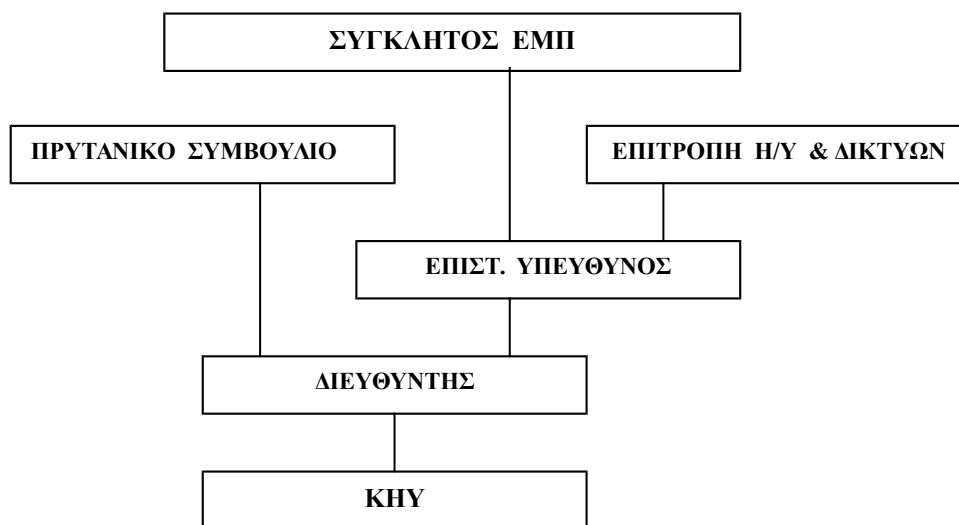 ΣΥΓΚΛΗΤΟΣ ΕΜΠ
ΠΡΥΤΑΝΙΚΟ ΣΥΜΒΟΥΛΙΟ
ΕΠΙΤΡΟΠΗ Η/Υ & ΔΙΚΤΥΩΝ
ΕΠΙΣΤ. ΥΠΕΥΘΥΝΟΣ
ΔΙΕΥΘΥΝΤΗΣ
ΚΗΥ